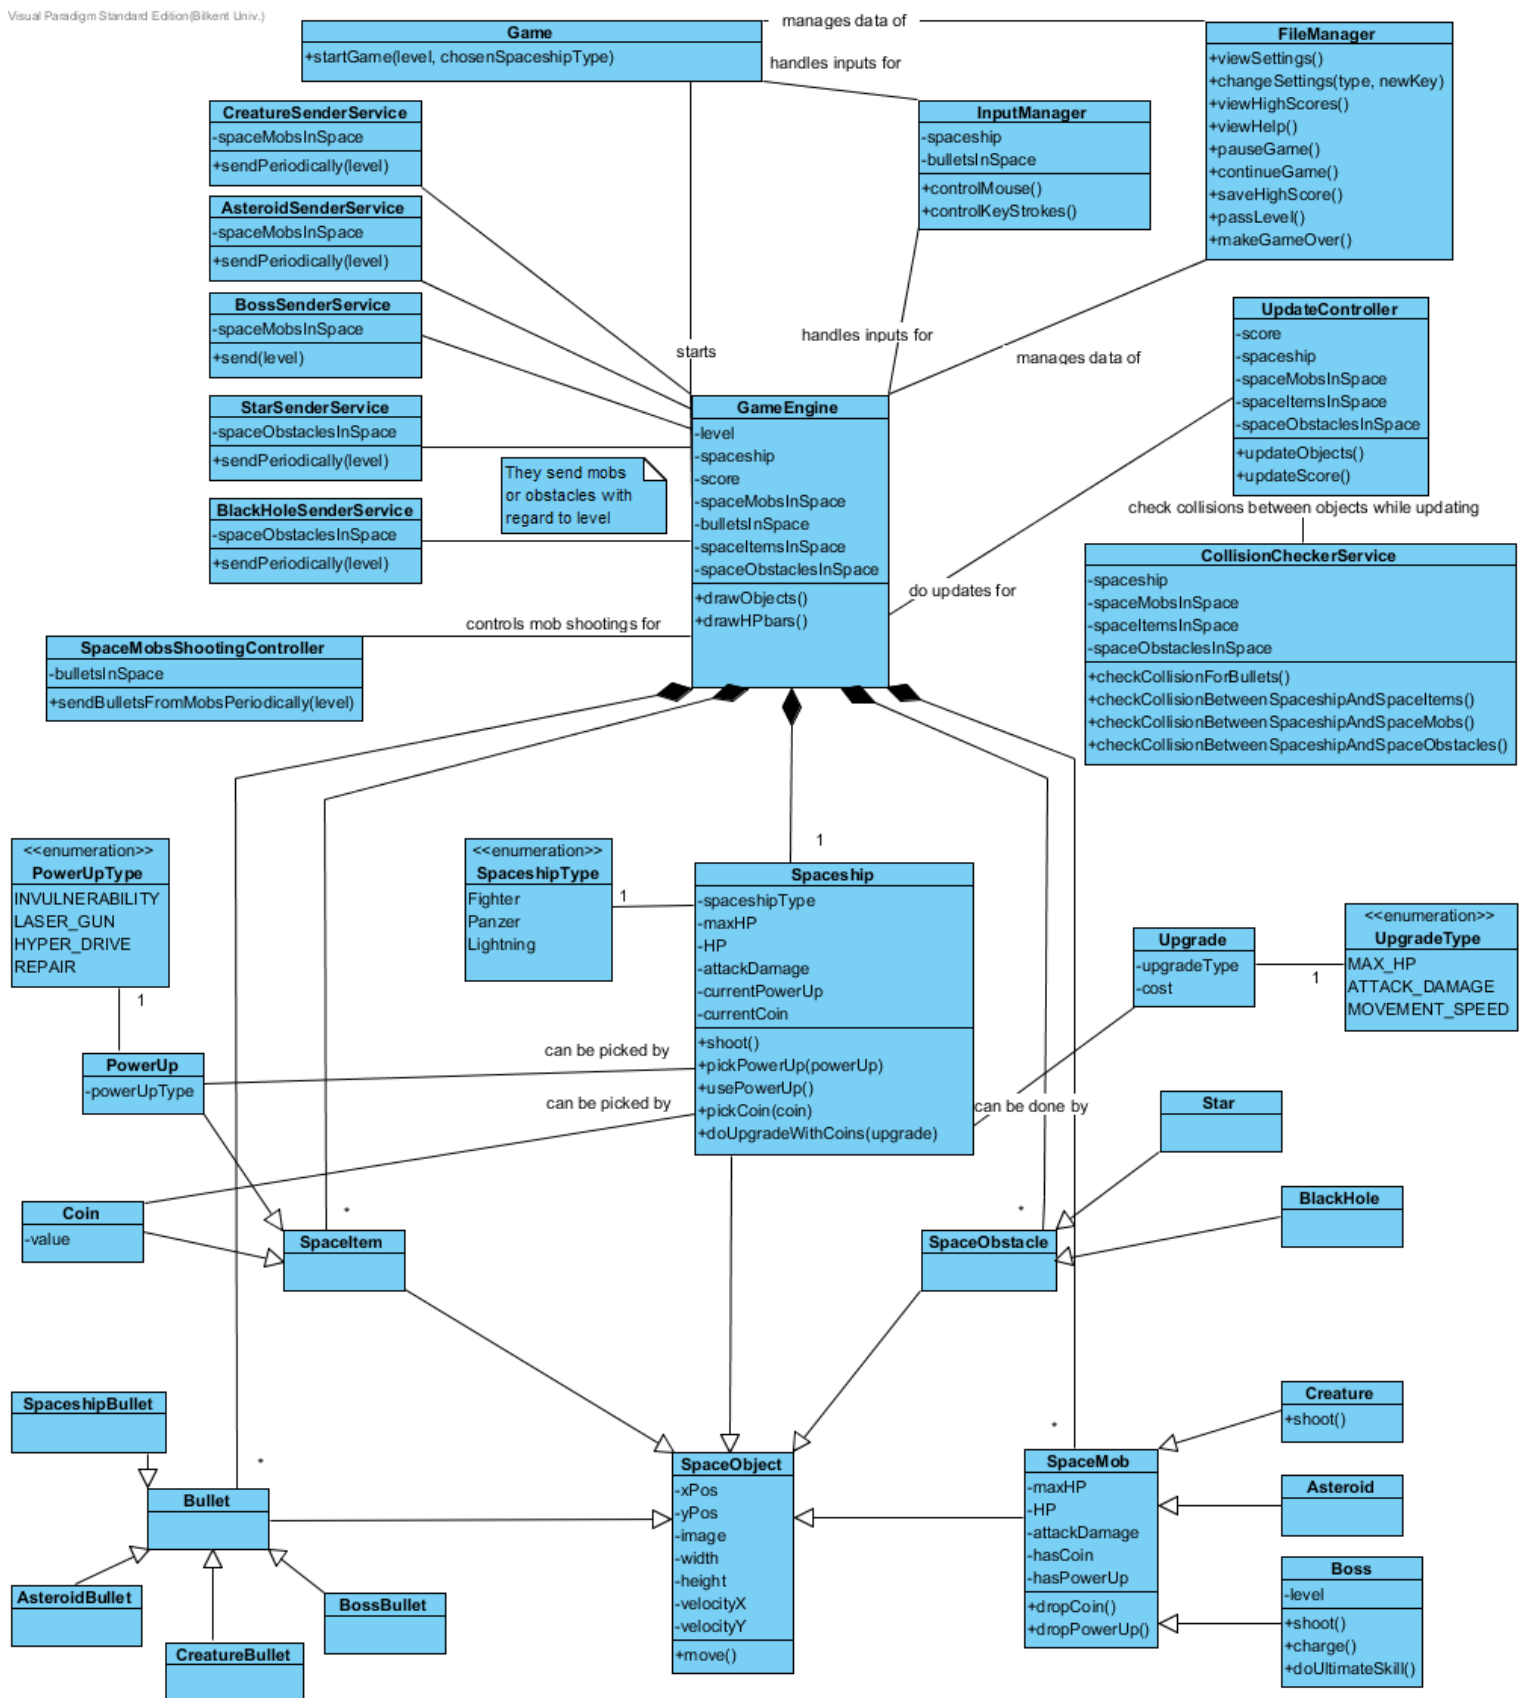 Visual Paradigm Standard Edition(Bilkent Univ.)
Game
+startGame(level, chosenSpaceshipType)
manages data of
handles inputs for
FileManager
+viewSettings()
+changeSettings(type, newKey)
+viewHighScores()
+viewHelp()
+pauseGame()
+continueGame()
+saveHighScore()
+passLevel()
+makeGameOver()
CreatureSenderService
-spaceMobsInSpace
+sendPeriodically(level)
InputManager
-spaceship
-bulletsInSpace
+controlMouse()
+controlKeyStrokes()
AsteroidSenderService
-spaceMobsInSpace
+sendPeriodically(level)
BossSenderService
-spaceMobsInSpace
+send(level)
starts
handles inputs for
manages data of
UpdateController
-score
-spaceship
-spaceMobsInSpace
-spaceItemsInSpace
-spaceObstaclesInSpace
+updateObjects()
+updateScore()
StarSenderService
-spaceObstaclesInSpace
+sendPeriodically(level)
They send mobs
or obstacles with
regard to level
GameEngine
-level
-spaceship
-score
-spaceMobsInSpace
-bulletsInSpace
-spaceItemsInSpace
-spaceObstaclesInSpace
+drawObjects()
+drawHPbars()
BlackHoleSenderService
-spaceObstaclesInSpace
+sendPeriodically(level)
check collisions between objects while updating
CollisionCheckerService
-spaceship
-spaceMobsInSpace
-spaceItemsInSpace
-spaceObstaclesInSpace
+checkCollisionForBullets()
+checkCollisionBetweenSpaceshipAndSpaceItems()
+checkCollisionBetweenSpaceshipAndSpaceMobs()
+checkCollisionBetweenSpaceshipAndSpaceObstacles()
do updates for
controls mob shootings for
SpaceMobsShootingController
-bulletsInSpace
+sendBulletsFromMobsPeriodically(level)
1
<<enumeration>>
PowerUpType
INVULNERABILITY
LASER_GUN
HYPER_DRIVE
REPAIR
1
<<enumeration>>
SpaceshipType
Fighter
Panzer
Lightning
1
Spaceship
-spaceshipType
-maxHP
-HP
-attackDamage
-currentPowerUp
-currentCoin
+shoot()
+pickPowerUp(powerUp)
+usePowerUp()
+pickCoin(coin)
+doUpgradeWithCoins(upgrade)
Upgrade
-upgradeType
-cost
1
<<enumeration>>
UpgradeType
MAX_HP
ATTACK_DAMAGE
MOVEMENT_SPEED
PowerUp
-powerUpType
can be picked by
can be picked by
can be done by
Star
Coin
-value
*
SpaceItem
*
SpaceObstacle
BlackHole
SpaceshipBullet
*
Bullet
AsteroidBullet
CreatureBullet
BossBullet
SpaceObject
-xPos
-yPos
-image
-width
-height
-velocityX
-velocityY
+move()
*
SpaceMob
-maxHP
-HP
-attackDamage
-hasCoin
-hasPowerUp
+dropCoin()
+dropPowerUp()
Creature
+shoot()
Asteroid
Boss
-level
+shoot()
+charge()
+doUltimateSkill()